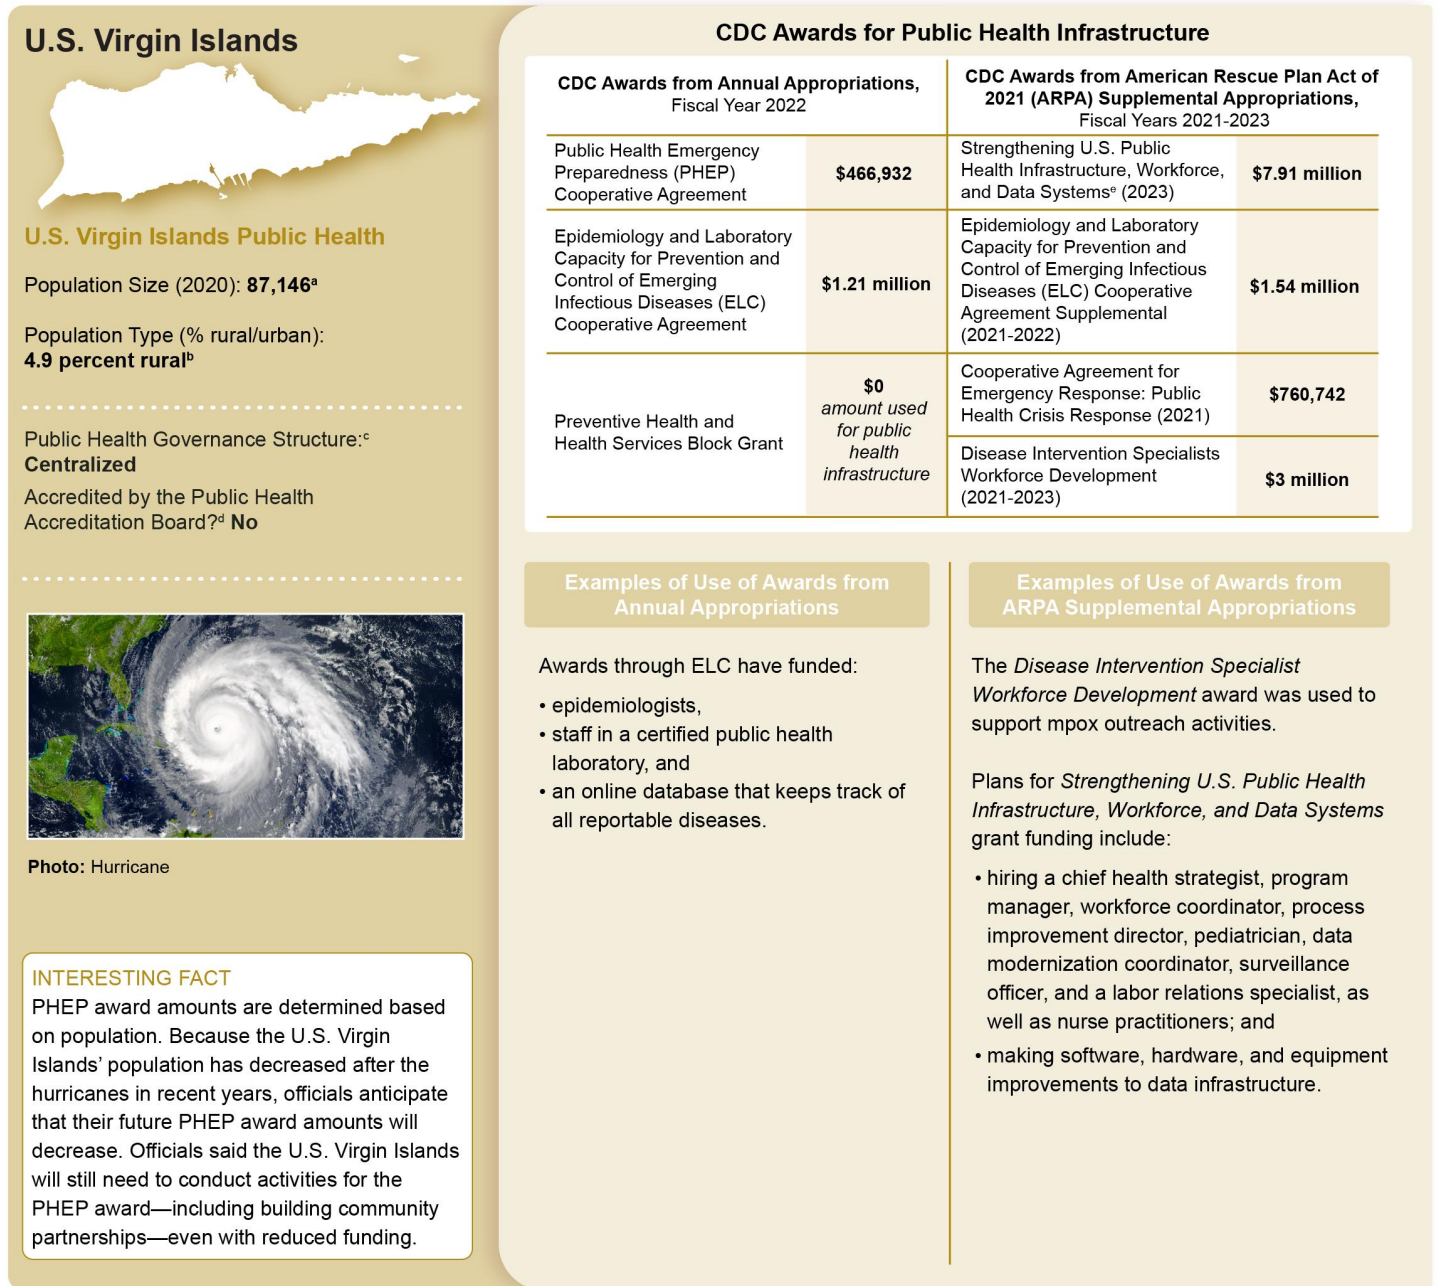 U.S. Virgin Islands
U.S. Virgin Islands Public Health
Population Size (2020): 87,146ᵃ
Population Type (% rural/urban):
4.9 percent ruralᵇ
Public Health Governance Structure:ᶜ
Centralized
Accredited by the Public Health
Accreditation Board?ᵈ No
Photo: Hurricane
INTERESTING FACT
PHEP award amounts are determined based
on population. Because the U.S. Virgin
Islands’ population has decreased after the
hurricanes in recent years, officials anticipate
that their future PHEP award amounts will
decrease. Officials said the U.S. Virgin Islands
will still need to conduct activities for the
PHEP award—including building community
partnerships—even with reduced funding.
CDC Awards for Public Health Infrastructure
CDC Awards from Annual Appropriations,
Fiscal Year 2022
Public Health Emergency
Preparedness (PHEP)
Cooperative Agreement
$466,932
Epidemiology and Laboratory
Capacity for Prevention and
Control of Emerging
Infectious Diseases (ELC)
Cooperative Agreement
$1.21 million
Preventive Health and
Health Services Block Grant
$0
amount used
for public
health
infrastructure
CDC Awards from American Rescue Plan Act of
2021 (ARPA) Supplemental Appropriations,
Fiscal Years 2021-2023
Strengthening U.S. Public
Health Infrastructure, Workforce,
and Data Systemsᵉ (2023)
$7.91 million
Epidemiology and Laboratory
Capacity for Prevention and
Control of Emerging Infectious
Diseases (ELC) Cooperative
Agreement Supplemental
(2021-2022)
$1.54 million
Cooperative Agreement for
Emergency Response: Public
Health Crisis Response (2021)
$760,742
Disease Intervention Specialists
Workforce Development
(2021-2023)
$3 million
Examples of Use of Awards from
Annual Appropriations
Awards through ELC have funded:
• epidemiologists,
• staff in a certified public health
laboratory, and
• an online database that keeps track of
all reportable diseases.
Examples of Use of Awards from
ARPA Supplemental Appropriations
The Disease Intervention Specialist
Workforce Development award was used to
support mpox outreach activities.
Plans for Strengthening U.S. Public Health
Infrastructure, Workforce, and Data Systems
grant funding include:
• hiring a chief health strategist, program
manager, workforce coordinator, process
improvement director, pediatrician, data
modernization coordinator, surveillance
officer, and a labor relations specialist, as
well as nurse practitioners; and
• making software, hardware, and equipment
improvements to data infrastructure.